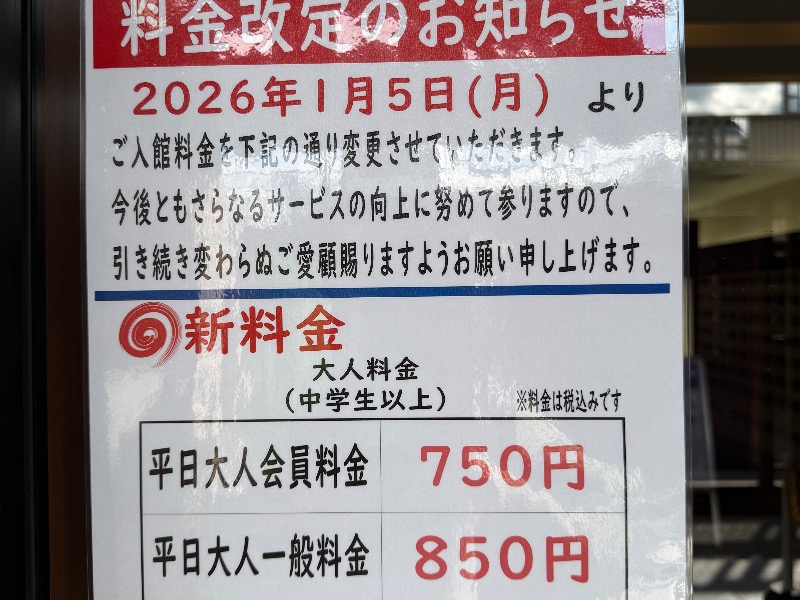 料金改定のお知らせ
2026年1月5日(月) より
ご入館料金を下記の通り変更させていただきます。
今後ともさらなるサービスの向上に努めて参りますので、
引き続き変わらぬご愛顧賜りますようお願い申し上げます。
新料金
大人料金
(中学生以上)
※料金は税込みです
平日大人会員料金 750円
平日大人一般料金 850円